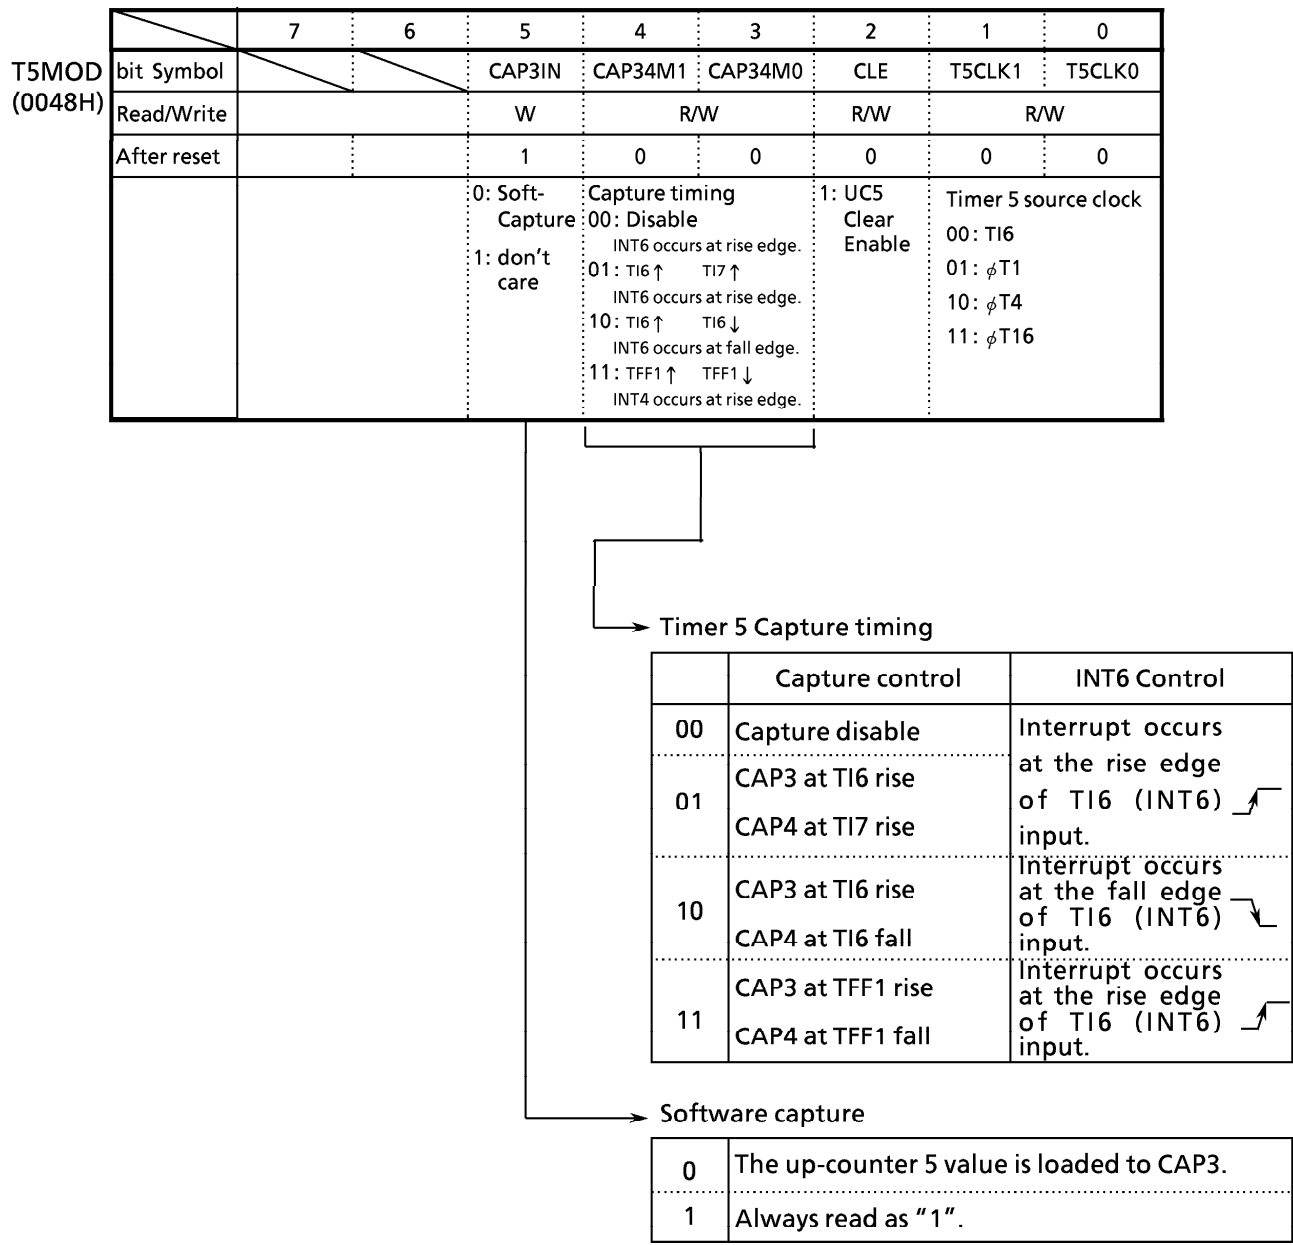 7 6 5 4 3 2 1 0
T5MOD (0048H)
bit Symbol CAP3IN CAP34M1 CAP34M0 CLE T5CLK1 T5CLK0
Read/Write W R/W R/W R/W
After reset 1 0 0 0 0 0
0: Soft-
Capture
1: don't
care
Capture timing
00: Disable
INT6 occurs at rise edge.
01: TI6↑ TI7↑
INT6 occurs at rise edge.
10: TI6↑ TI6↓
INT6 occurs at fall edge.
11: TFF1↑ TFF1↓
INT4 occurs at rise edge.
1: UC5
Clear
Enable
Timer 5 source clock
00: TI6
01: φT1
10: φT4
11: φT16
Timer 5 Capture timing
Capture control INT6 Control
00 Capture disable
01 CAP3 at TI6 rise
CAP4 at TI7 rise
Interrupt occurs
at the rise edge
of TI6 (INT6)
input.
10 CAP3 at TI6 rise
CAP4 at TI6 fall
Interrupt occurs
at the fall edge
of TI6 (INT6)
input.
11 CAP3 at TFF1 rise
CAP4 at TFF1 fall
Interrupt occurs
at the rise edge
of TI6 (INT6)
input.
Software capture
0 The up-counter 5 value is loaded to CAP3.
1 Always read as "1".